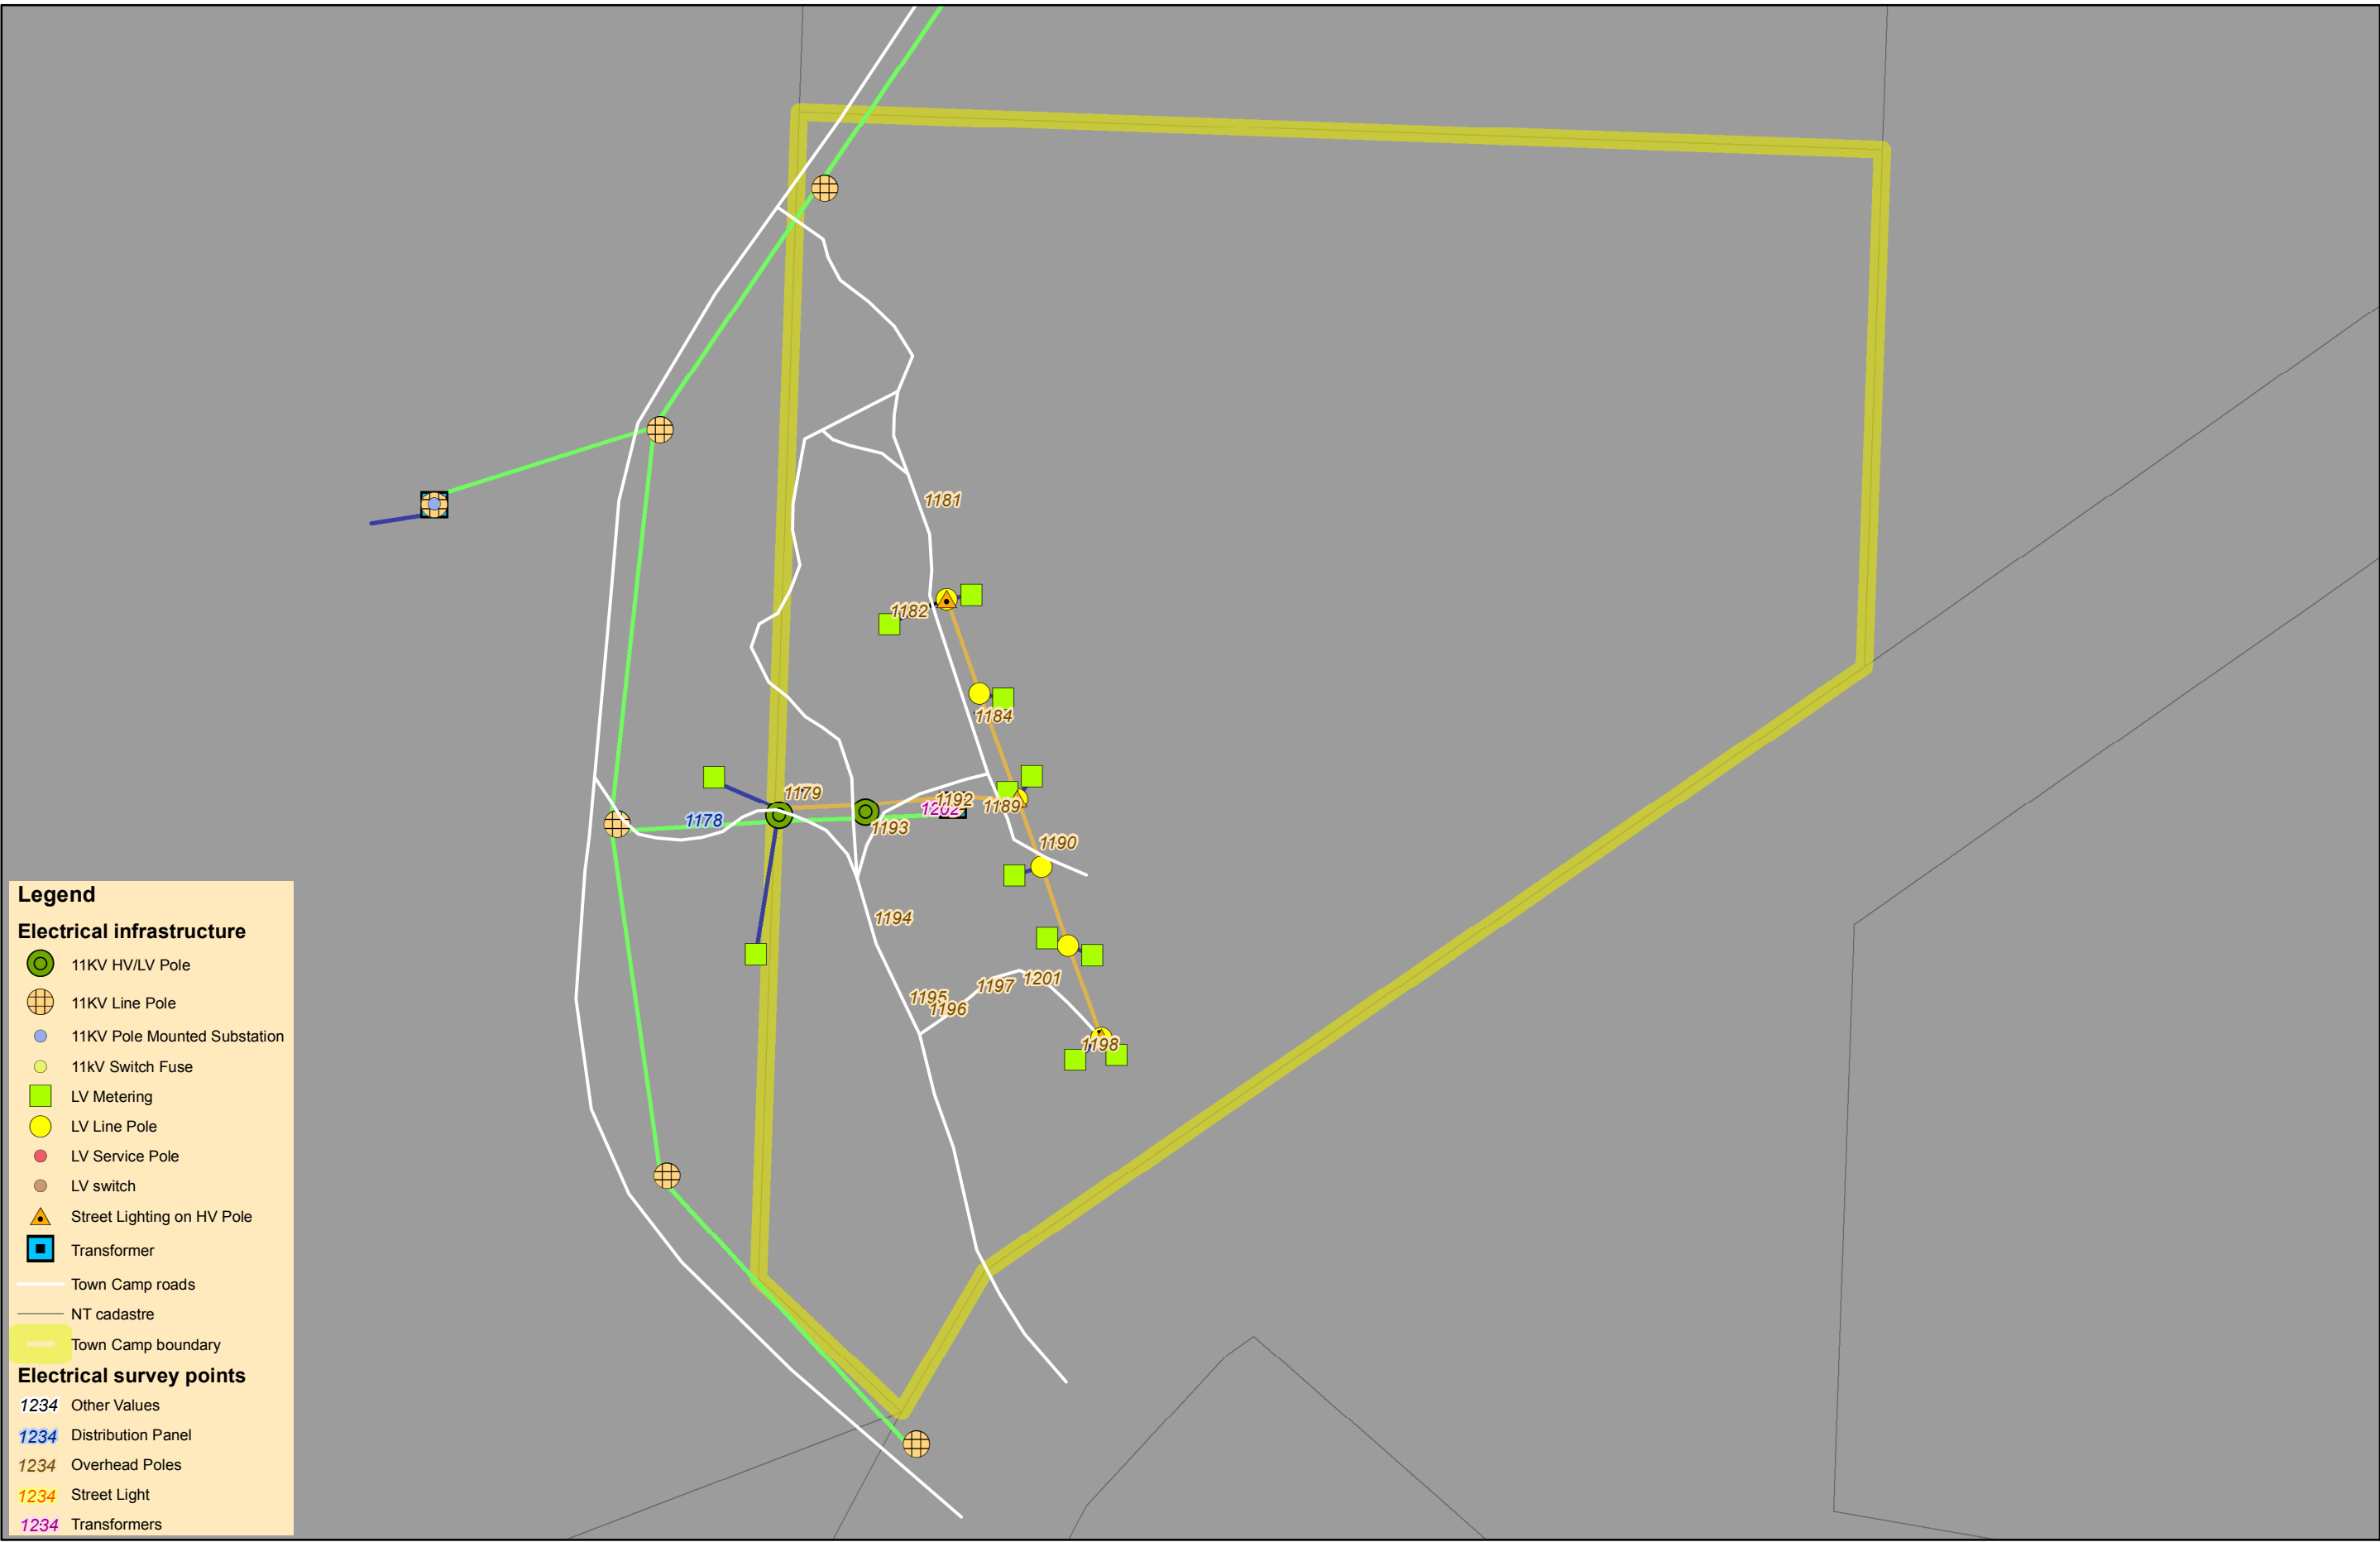 1181
1182
1184
1179
1192
1202
1189
1178
1193
1190
1194
1201
1197
1195
1196
1198
Legend
Electrical infrastructure
11KV HV/LV Pole
11KV Line Pole
11KV Pole Mounted Substation
11kV Switch Fuse
LV Metering
LV Line Pole
LV Service Pole
LV switch
Street Lighting on HV Pole
Transformer
Town Camp roads
NT cadastre
Town Camp boundary
Electrical survey points
1234 Other Values
1234 Distribution Panel
1234 Overhead Poles
1234 Street Light
1234 Transformers